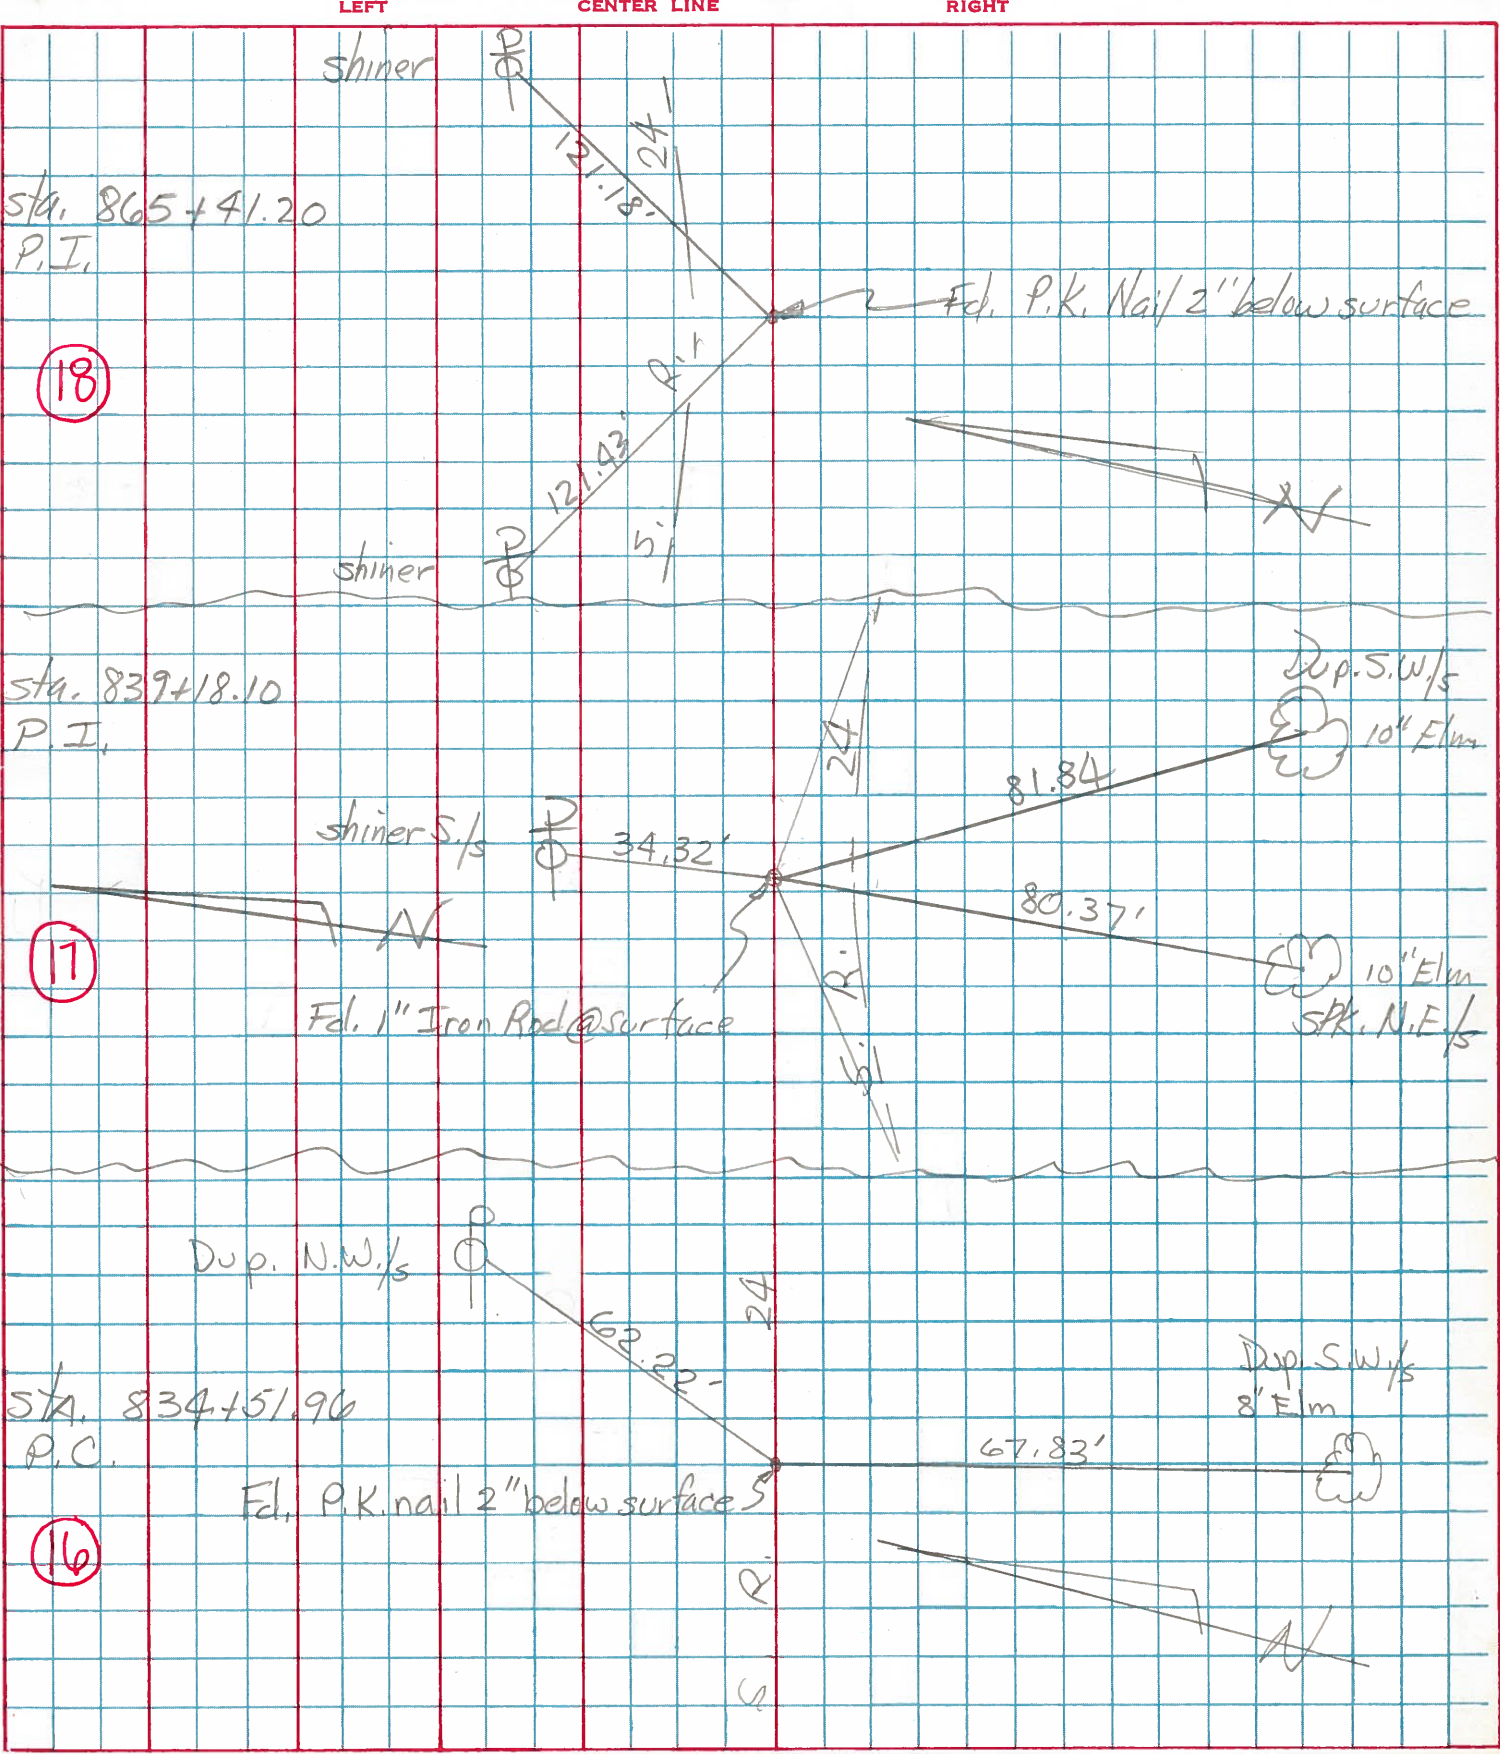 LEFT CENTER LINE RIGHT
shiner P
121.18'
24
sta. 865+41.20
P.I.
Fd. P.K. Nail 2" below surface
18
R.
121.43'
N
S.
shiner P
sta. 839+18.10
P.I.
Dup. S.W./s
10" Elm
24
81.84
shiner S./s P
34.32'
80.37'
N
17
R.
10" Elm
Spk. N.E./s
Fd. 1" Iron Rod @ surface
S.
P
Dup. N.W./s
24
62.22'
Dup. S.W./s
8" Elm
sta. 834+51.96
P.C.
67.83'
Fd. P.K. nail 2" below surface
16
R.
N
S